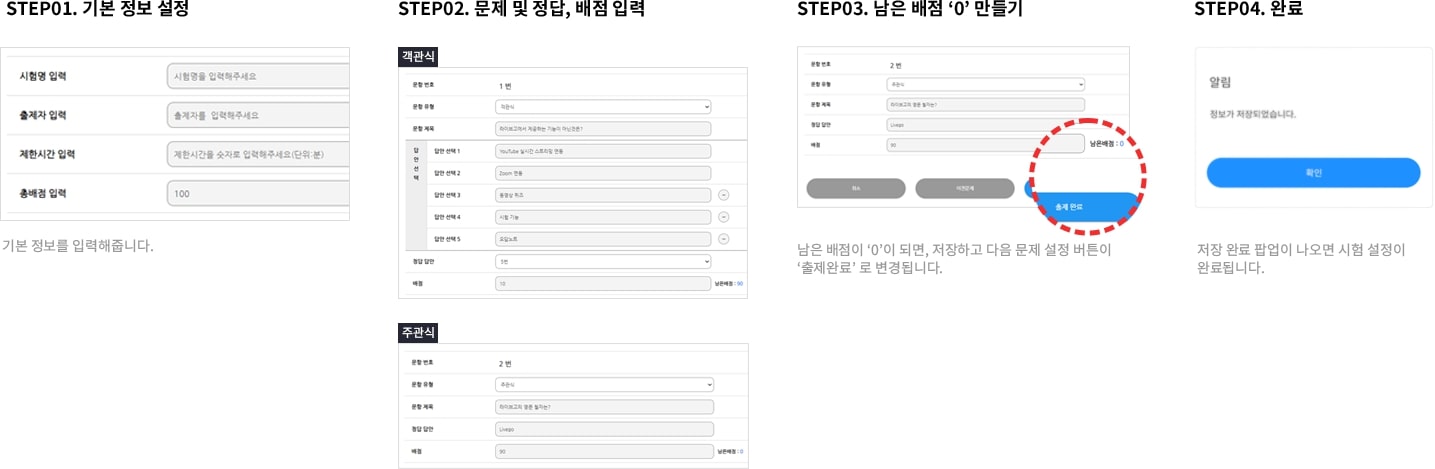 STEP01. 기본 정보 설정
시험명 입력
시험명을 입력해주세요
출제자 입력
출제자를 입력해주세요
제한시간 입력
제한시간을 숫자로 입력해주세요(단위:분)
총배점 입력
100
기본 정보를 입력해줍니다.
STEP02. 문제 및 정답, 배점 입력
객관식
문항 번호
1 번
문항 유형
객관식
문항 제목
라이브고에서 제공하는 기능이 아닌것은?
답안 선택
답안 선택 1
YouTube 실시간 스트리밍 연동
답안 선택 2
Zoom 연동
답안 선택 3
동영상 퀴즈
답안 선택 4
시험 기능
답안 선택 5
오답노트
정답 답안
5번
배점
10
남은배점 : 90
주관식
문항 번호
2 번
문항 유형
주관식
문항 제목
라이브고의 영문 철자는?
정답 답안
Livego
배점
90
남은배점 : 0
STEP03. 남은 배점 ‘0’ 만들기
문항 번호
2 번
문항 유형
주관식
문항 제목
라이브고의 영문 철자는?
정답 답안
Livego
배점
90
남은배점 : 0
취소
이전문제
출제 완료
남은 배점이 ‘0’이 되면, 저장하고 다음 문제 설정 버튼이
‘출제완료’ 로 변경됩니다.
STEP04. 완료
알림
정보가 저장되었습니다.
확인
저장 완료 팝업이 나오면 시험 설정이
완료됩니다.